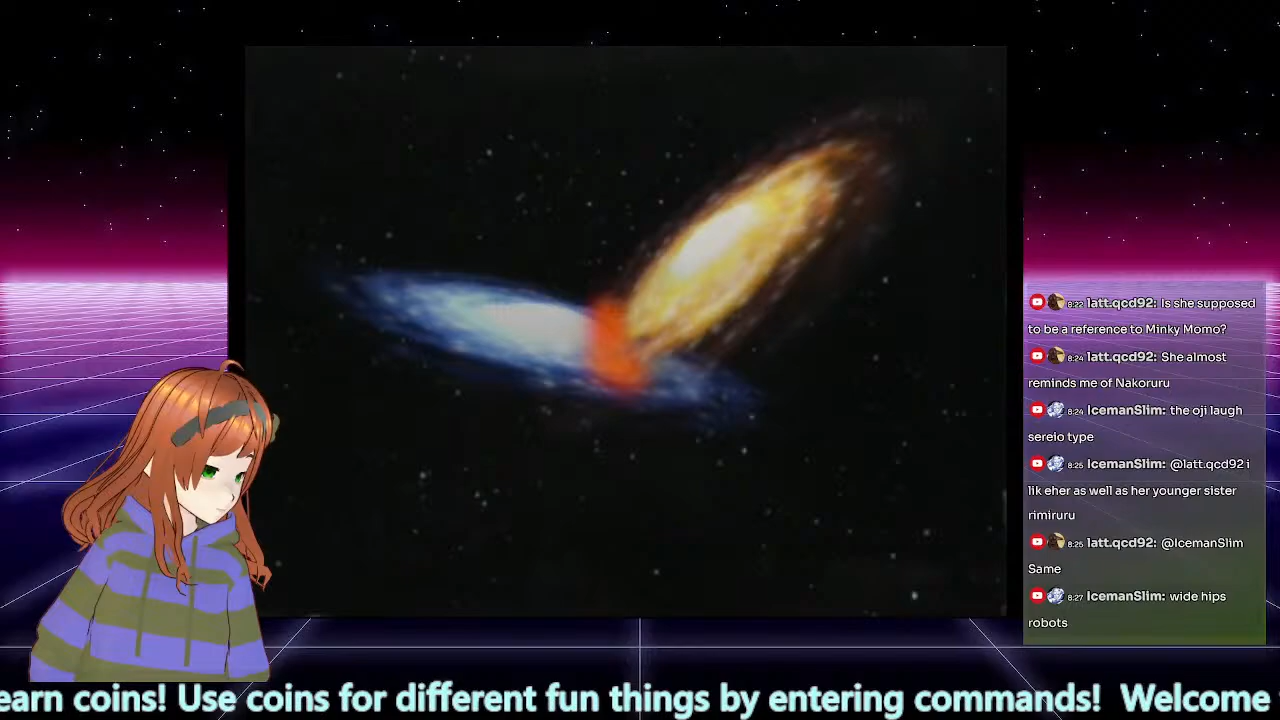 8:22 latt.qcd92: Is she supposed
to be a reference to Minky Momo?
8:24 latt.qcd92: She almost
reminds me of Nakoruru
8:24 IcemanSlim: the oji laugh
sereio type
8:25 IcemanSlim: @latt.qcd92 i
lik eher as well as her younger sister
rimiruru
8:25 latt.qcd92: @IcemanSlim
Same
8:27 IcemanSlim: wide hips
robots
earn coins! Use coins for different fun things by entering commands! Welcome